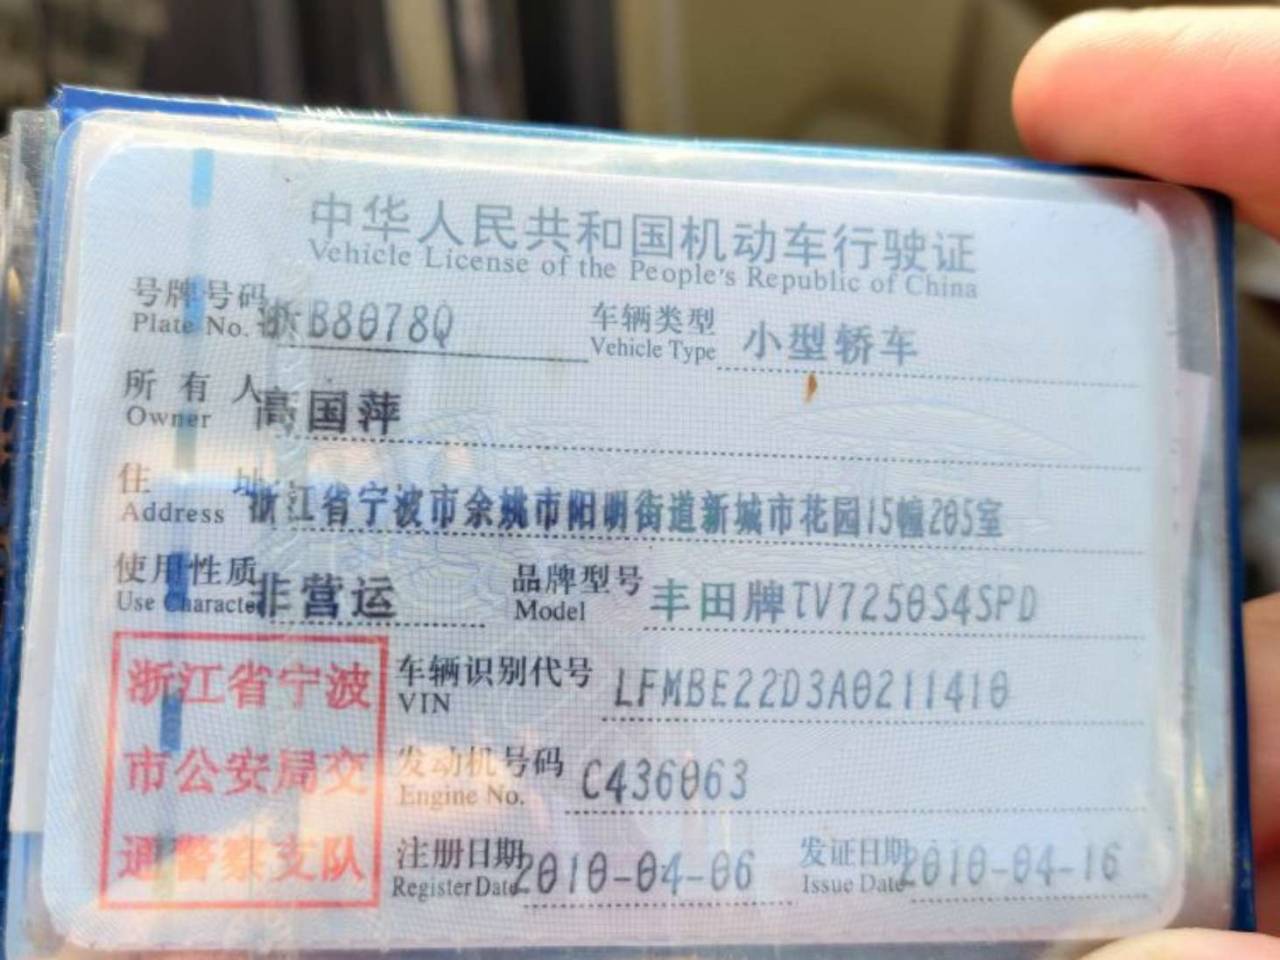 中华人民共和国机动车行驶证
Vehicle License of the People's Republic of China
号牌号码 浙B8078Q 车辆类型 小型轿车
Plate No. Vehicle Type
所有人 高国萍
Owner
住址 浙江省宁波市余姚市阳明街道新城市花园15幢205室
Address
使用性质 非营运 品牌型号 丰田牌TV7250S4SPD
Use Character Model
浙江省宁波
市公安局交
通警察支队
车辆识别代号 LFMBE22D3A0211410
VIN
发动机号码 C436063
Engine No.
注册日期 2010-04-06 发证日期 2010-04-16
Register Date Issue Date